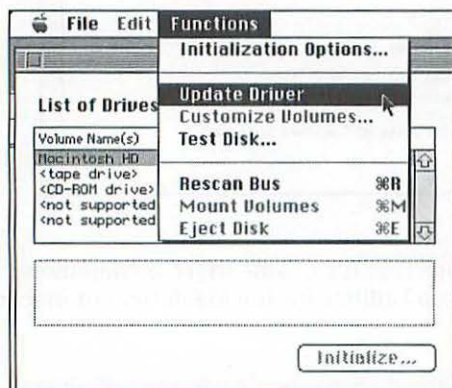 File Edit Functions
Initialization Options...
Update Driver
Customize Volumes...
Test Disk...
Rescan Bus ⌘R
Mount Volumes ⌘M
Eject Disk ⌘E
List of Drives
Volume Name(s)
Macintosh HD
<tape drive>
<CD-ROM drive>
<not supported
<not supported
Initialize...